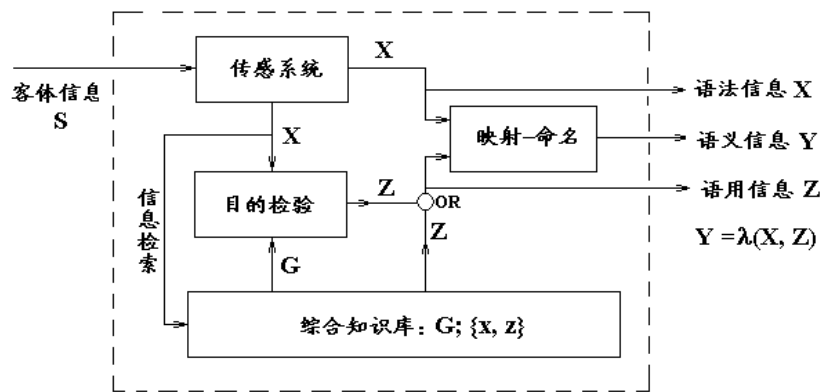 传感系统
X
语法信息 X
客体信息
S
X
映射-命名
语义信息 Y
信息检索
目的检验
Z
OR
语用信息 Z
G
Z
Y =λ(X, Z)
综合知识库：G; {x, z}